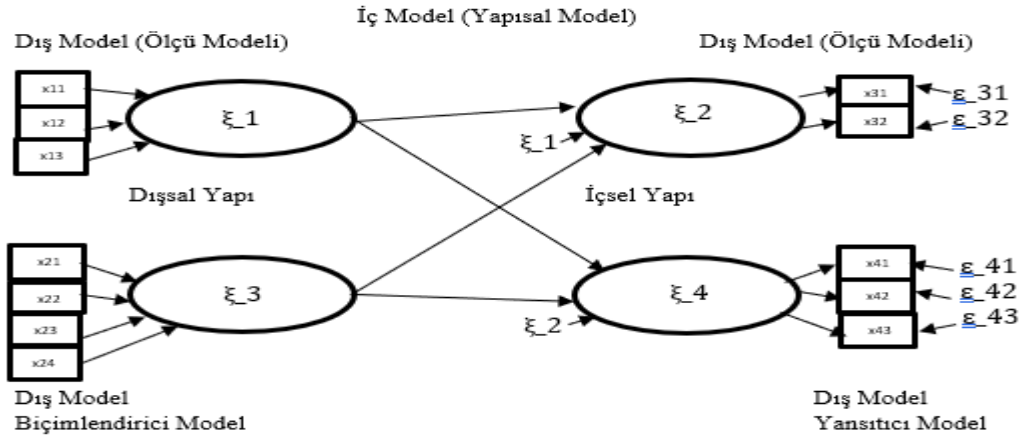 İç Model (Yapısal Model)
Dış Model (Ölçü Modeli)
Dış Model (Ölçü Modeli)
x11
x12
x13
ξ_1
ξ_2
ξ_1
x31
x32
ε_31
ε_32
Dışsal Yapı
İçsel Yapı
x21
x22
x23
x24
ξ_3
ξ_4
ξ_2
x41
x42
x43
ε_41
ε_42
ε_43
Dış Model
Biçimlendirici Model
Dış Model
Yansıtıcı Model